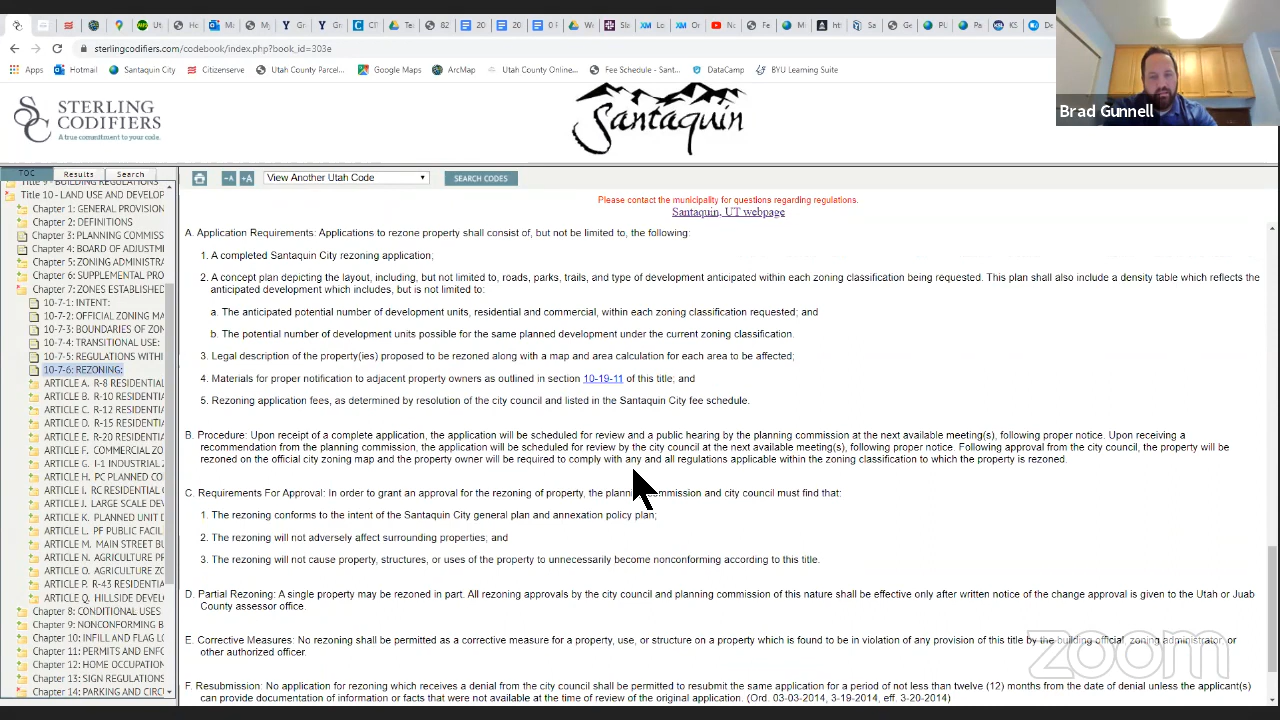 sterlingcodifiers.com/codebook/index.php?book_id=303e
Apps Hotmail Santaquin City Citizenserve Utah County Parcel... Google Maps ArcMap Utah County Online... Fee Schedule - Sant... DataCamp BYU Learning Suite
Brad Gunnell
STERLING
CODIFIERS
A true commitment to your code.
Santaquin
TOC Results Search
View Another Utah Code
SEARCH CODES
Please contact the municipality for questions regarding regulations.
Santaquin, UT webpage
Title 9 - BUILDING REGULATIONS
Title 10 - LAND USE AND DEVELOP
Chapter 1: GENERAL PROVISION
Chapter 2: DEFINITIONS
Chapter 3: PLANNING COMMISS
Chapter 4: BOARD OF ADJUSTM
Chapter 5: ZONING ADMINISTRA
Chapter 6: SUPPLEMENTAL PRO
Chapter 7: ZONES ESTABLISHED
10-7-1: INTENT:
10-7-2: OFFICIAL ZONING MA
10-7-3: BOUNDARIES OF ZON
10-7-4: TRANSITIONAL USE:
10-7-5: REGULATIONS WITHI
10-7-6: REZONING:
ARTICLE A. R-8 RESIDENTIAL
ARTICLE B. R-10 RESIDENTIA
ARTICLE C. R-12 RESIDENTIA
ARTICLE D. R-15 RESIDENTIA
ARTICLE E. R-20 RESIDENTIA
ARTICLE F. COMMERCIAL ZO
ARTICLE G. I-1 INDUSTRIAL Z
ARTICLE H. PC PLANNED COM
ARTICLE I. RC RESIDENTIAL C
ARTICLE J. LARGE SCALE DEV
ARTICLE K. PLANNED UNIT D
ARTICLE L. PF PUBLIC FACIL
ARTICLE M. MAIN STREET BU
ARTICLE N. AGRICULTURE PR
ARTICLE O. AGRICULTURE ZO
ARTICLE P. R-43 RESIDENTIA
ARTICLE Q. HILLSIDE DEVEL
Chapter 8: CONDITIONAL USES
Chapter 9: NONCONFORMING B
Chapter 10: INFILL AND FLAG LO
Chapter 11: PERMITS AND ENFO
Chapter 12: HOME OCCUPATION
Chapter 13: SIGN REGULATIONS
Chapter 14: PARKING AND CIRC
A. Application Requirements: Applications to rezone property shall consist of, but not be limited to, the following:
1. A completed Santaquin City rezoning application;
2. A concept plan depicting the layout, including, but not limited to, roads, parks, trails, and type of development anticipated within each zoning classification being requested. This plan shall also include a density table which reflects the
anticipated development which includes, but is not limited to:
a. The anticipated potential number of development units, residential and commercial, within each zoning classification requested; and
b. The potential number of development units possible for the same planned development under the current zoning classification.
3. Legal description of the property(ies) proposed to be rezoned along with a map and area calculation for each area to be affected;
4. Materials for proper notification to adjacent property owners as outlined in section 10-19-11 of this title; and
5. Rezoning application fees, as determined by resolution of the city council and listed in the Santaquin City fee schedule.
B. Procedure: Upon receipt of a complete application, the application will be scheduled for review and a public hearing by the planning commission at the next available meeting(s), following proper notice. Upon receiving a
recommendation from the planning commission, the application will be scheduled for review by the city council at the next available meeting(s), following proper notice. Following approval from the city council, the property will be
rezoned on the official city zoning map and the property owner will be required to comply with any and all regulations applicable within the zoning classification to which the property is rezoned.
C. Requirements For Approval: In order to grant an approval for the rezoning of property, the planning commission and city council must find that:
1. The rezoning conforms to the intent of the Santaquin City general plan and annexation policy plan;
2. The rezoning will not adversely affect surrounding properties; and
3. The rezoning will not cause property, structures, or uses of the property to unnecessarily become nonconforming according to this title.
D. Partial Rezoning: A single property may be rezoned in part. All rezoning approvals by the city council and planning commission of this nature shall be effective only after written notice of the change approval is given to the Utah or Juab
County assessor office.
E. Corrective Measures: No rezoning shall be permitted as a corrective measure for a property, use, or structure on a property which is found to be in violation of any provision of this title by the building official, zoning administrator or
other authorized officer.
F. Resubmission: No application for rezoning which receives a denial from the city council shall be permitted to resubmit the same application for a period of not less than twelve (12) months from the date of denial unless the applicant(s)
can provide documentation of information or facts that were not available at the time of review of the original application. (Ord. 03-03-2014, 3-19-2014, eff. 3-20-2014)
zoom